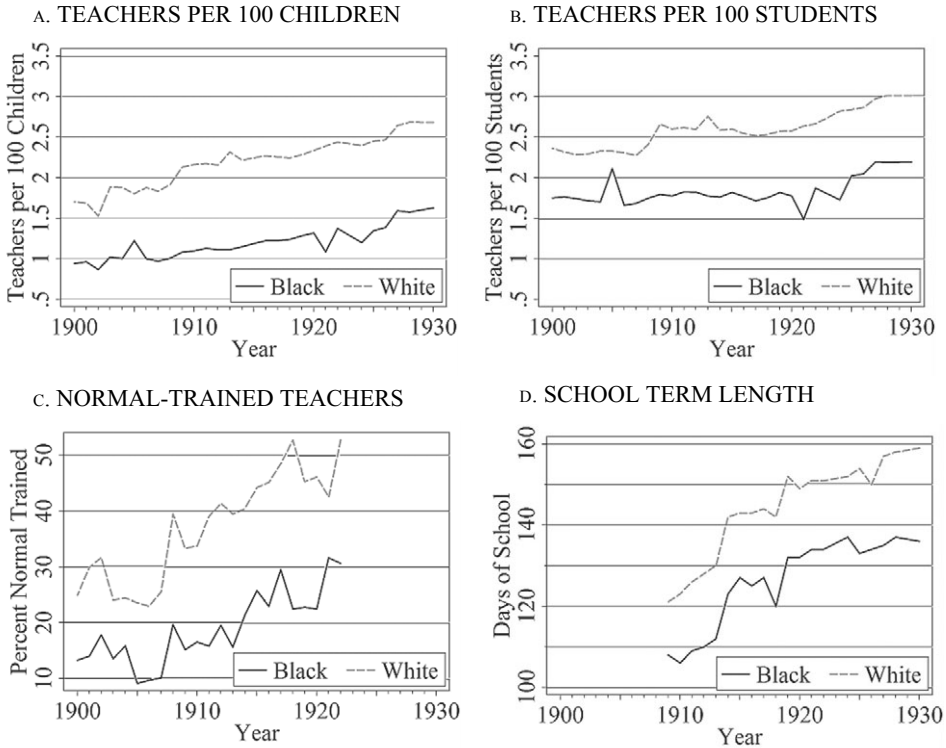 A. TEACHERS PER 100 CHILDREN
Teachers per 100 Children
3.5
3
2.5
2
1.5
1
.5
Black
White
1900
1910
1920
1930
Year
B. TEACHERS PER 100 STUDENTS
Teachers per 100 Students
3.5
3
2.5
2
1.5
1
.5
Black
White
1900
1910
1920
1930
Year
C. NORMAL-TRAINED TEACHERS
Percent Normal Trained
50
40
30
20
10
Black
White
1900
1910
1920
1930
Year
D. SCHOOL TERM LENGTH
Days of School
160
140
120
100
Black
White
1900
1910
1920
1930
Year